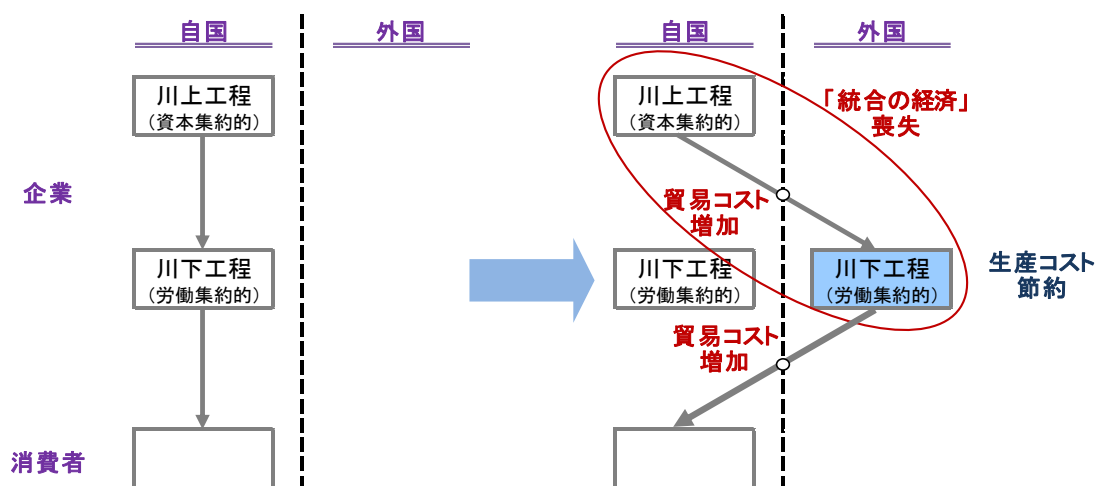 自国
外国
自国
外国
川上工程
(資本集約的)
川上工程
(資本集約的)
「統合の経済」
喪失
企業
貿易コスト
増加
川下工程
(労働集約的)
川下工程
(労働集約的)
川下工程
(労働集約的)
生産コスト
節約
貿易コスト
増加
消費者